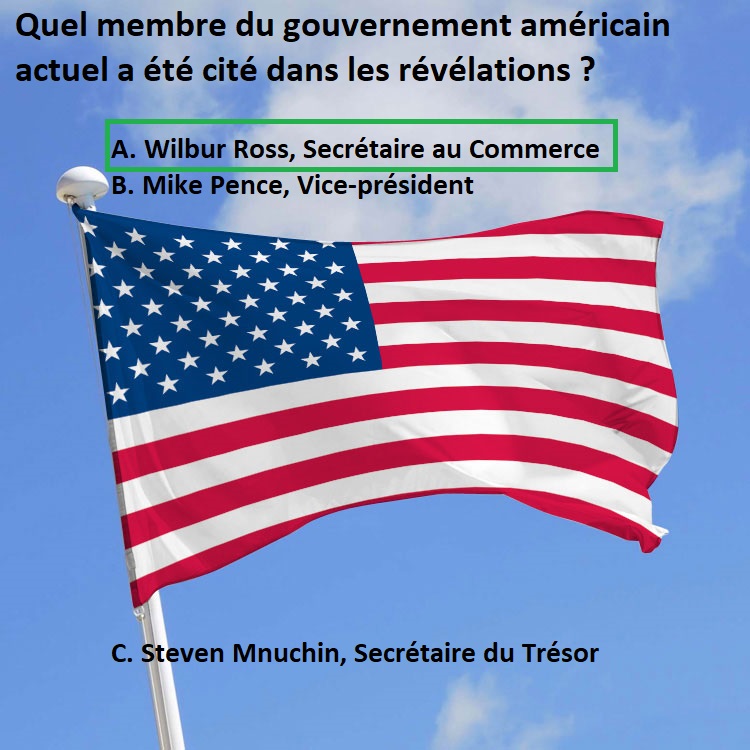 Quel membre du gouvernement américain
actuel a été cité dans les révélations ?
A. Wilbur Ross, Secrétaire au Commerce
B. Mike Pence, Vice-président
C. Steven Mnuchin, Secrétaire du Trésor